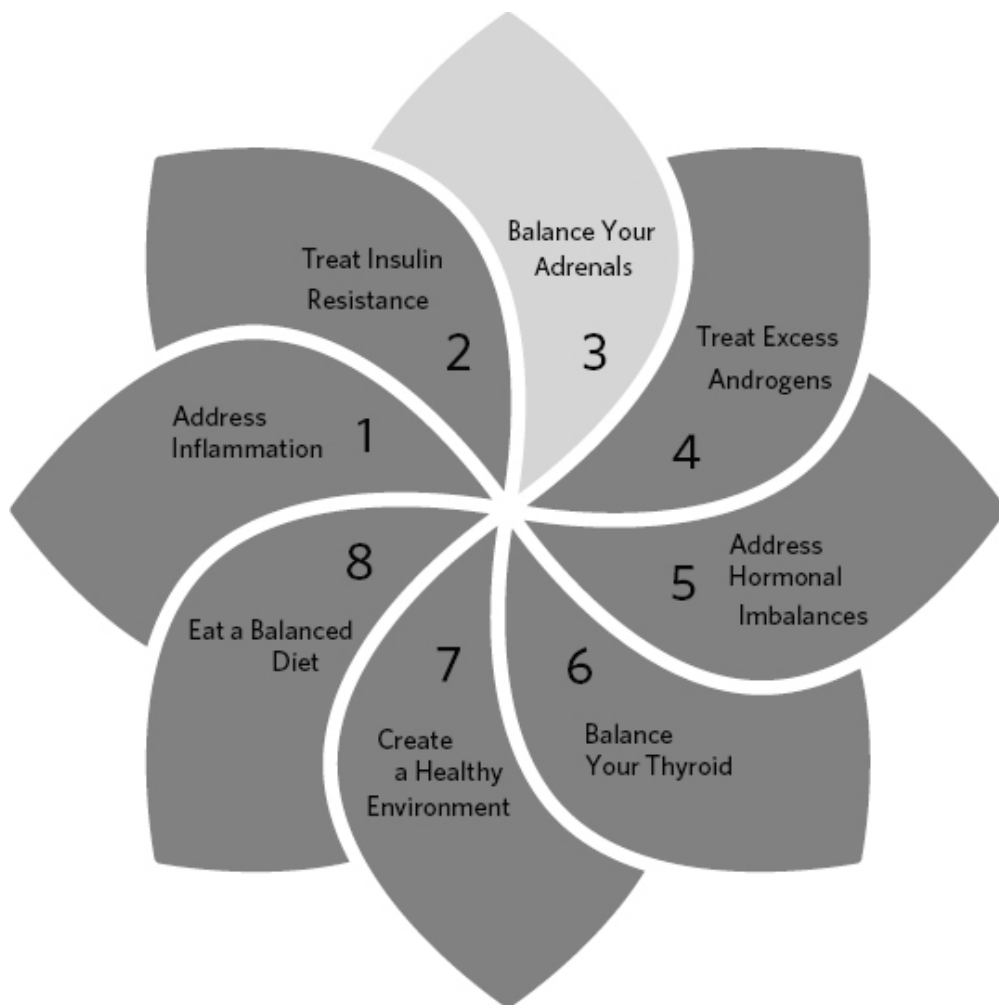 Address
Inflammation
1
Treat Insulin
Resistance
2
Balance Your
Adrenals
3
Treat Excess
Androgens
4
Address
Hormonal
Imbalances
5
6
Balance
Your Thyroid
7
Create
a Healthy
Environment
8
Eat a Balanced
Diet